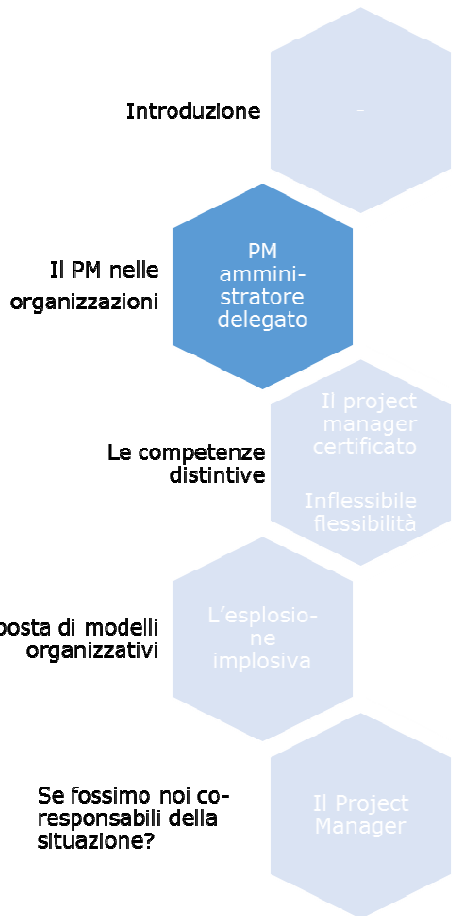 Introduzione
-
Il PM nelle
organizzazioni
PM
ammini-
stratore
delegato
Le competenze
distintive
Il project
manager
certificato
Inflessibile
flessibilità
posta di modelli
organizzativi
L'esplosio-
ne
implosiva
Se fossimo noi co-
responsabili della
situazione?
Il Project
Manager